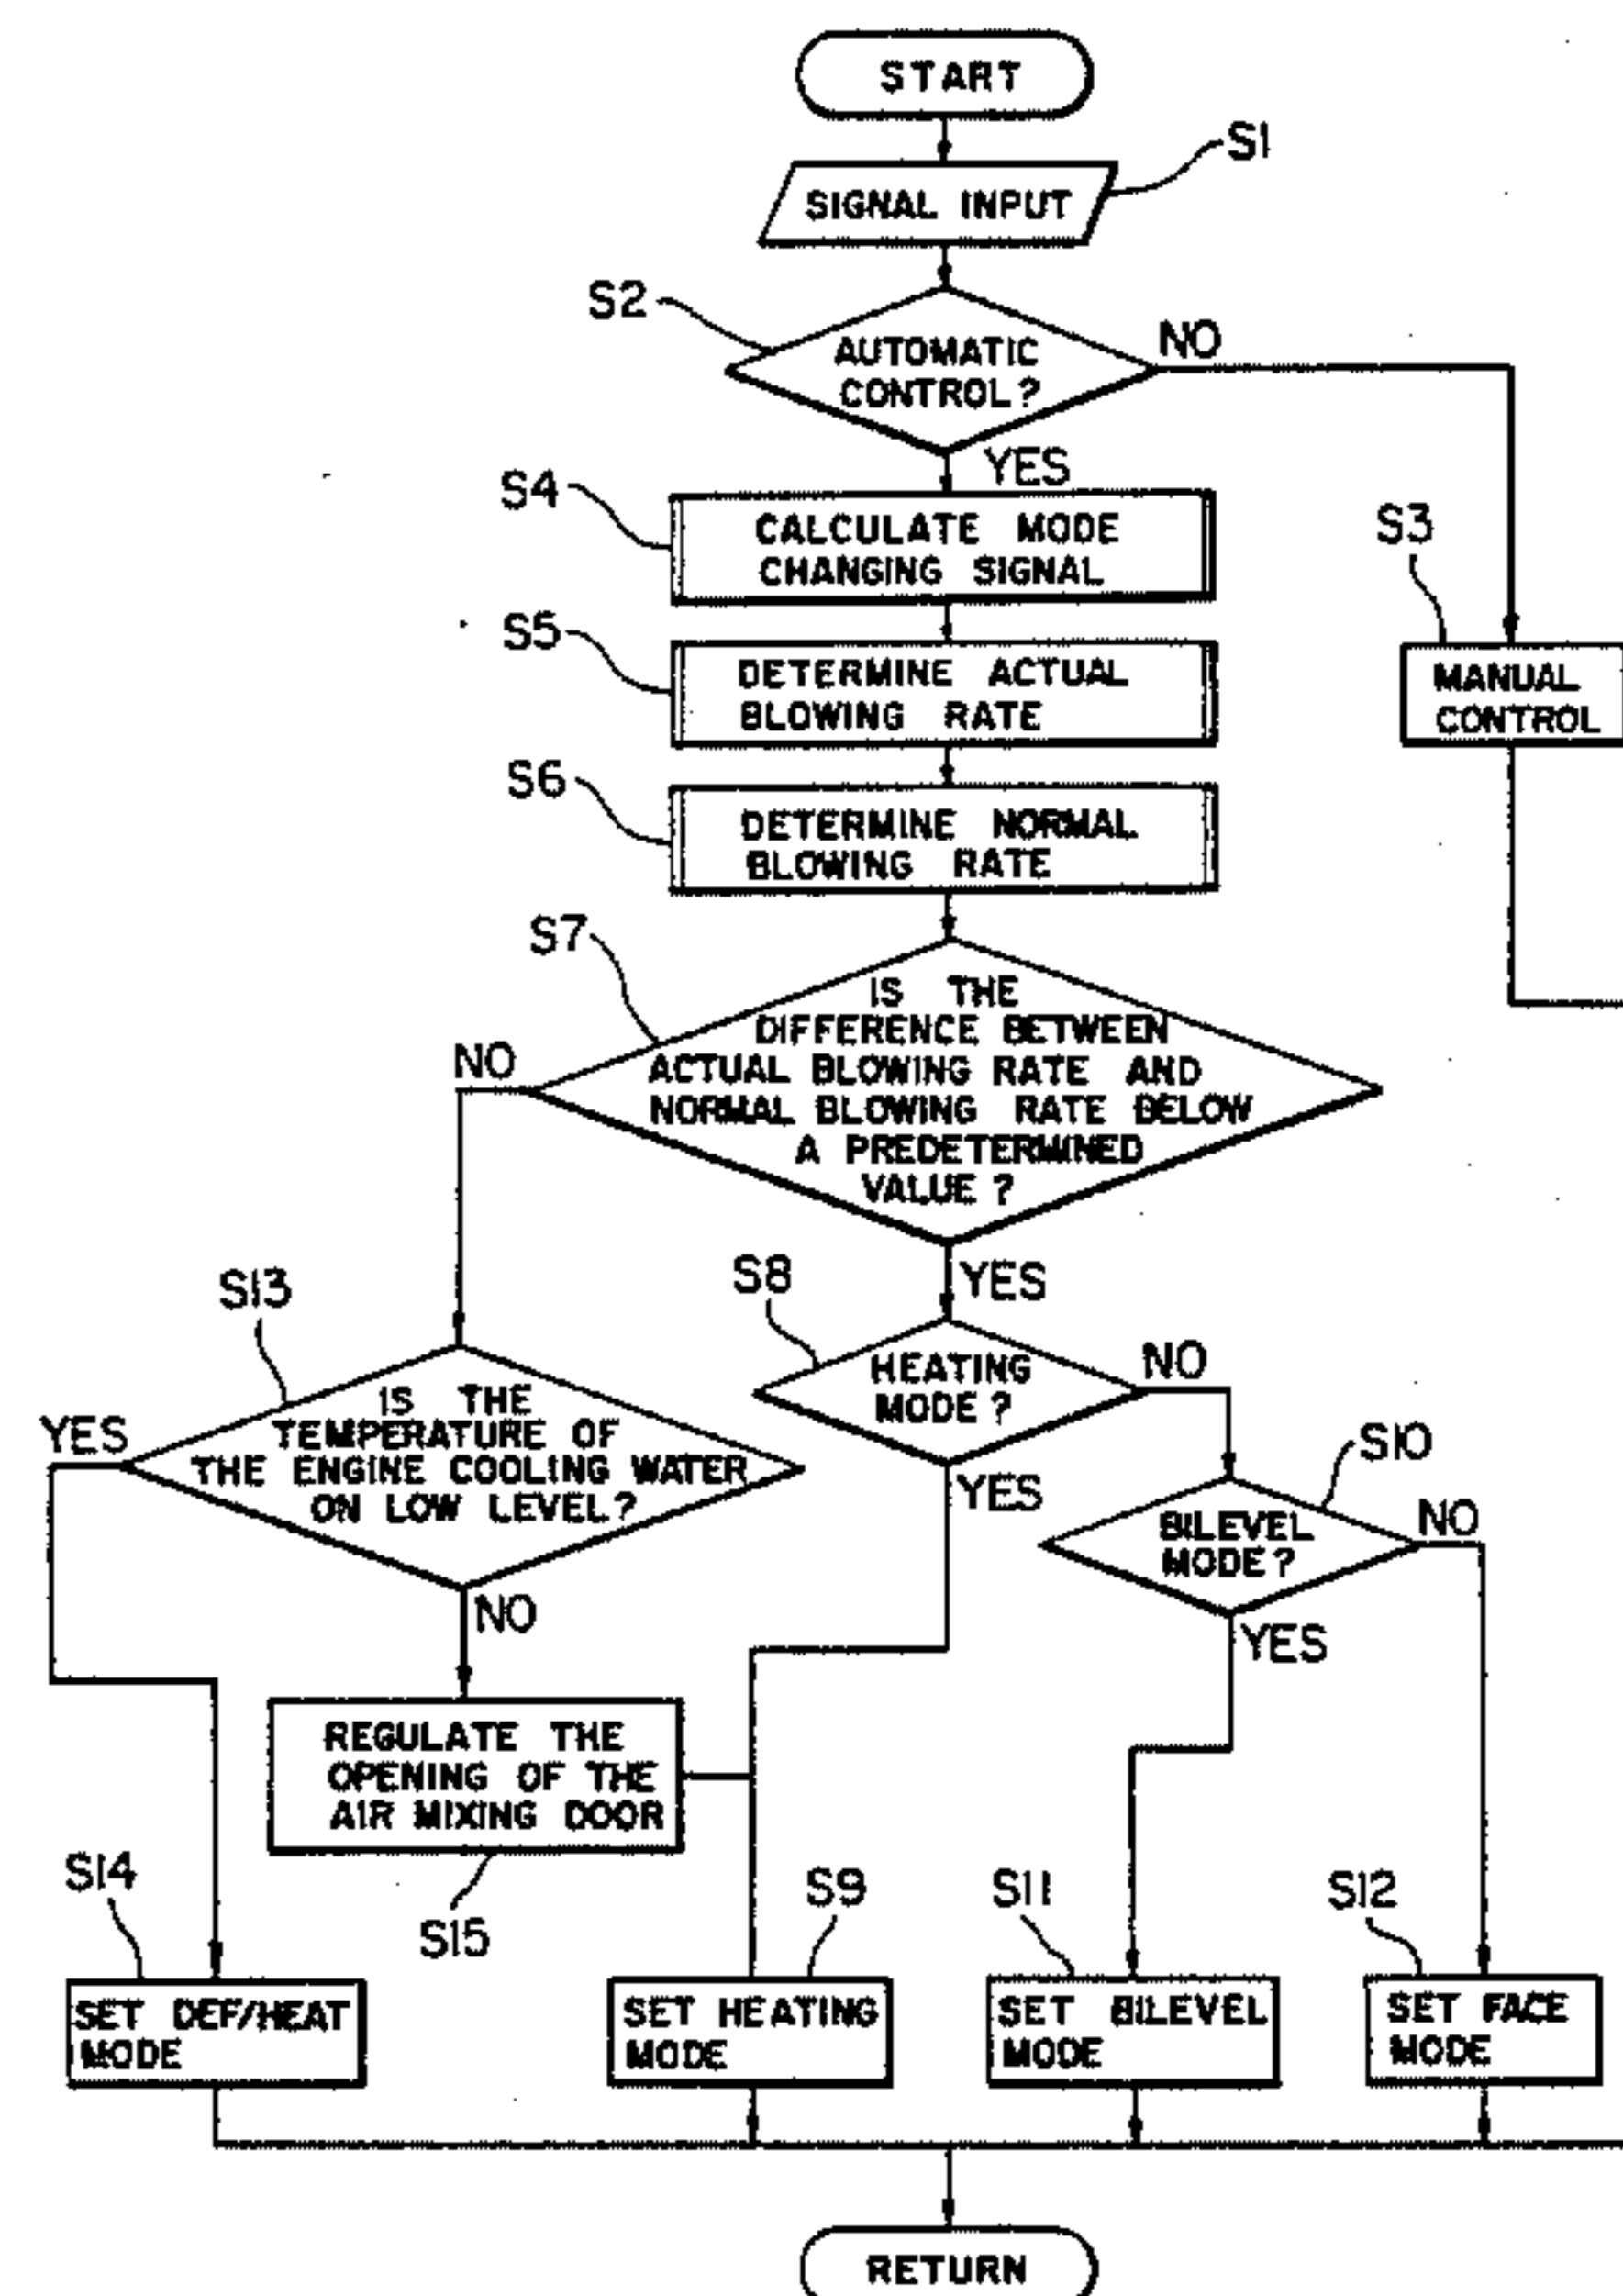 START
S1
SIGNAL INPUT
S2
AUTOMATIC
CONTROL?
NO
YES
S4
CALCULATE MODE
CHANGING SIGNAL
S3
MANUAL
CONTROL
S5
DETERMINE ACTUAL
BLOWING RATE
S6
DETERMINE NORMAL
BLOWING RATE
S7
IS THE
DIFFERENCE BETWEEN
ACTUAL BLOWING RATE AND
NORMAL BLOWING RATE BELOW
A PREDETERMINED
VALUE?
NO
YES
S13
IS THE
TEMPERATURE OF
THE ENGINE COOLING WATER
ON LOW LEVEL?
YES
NO
S8
HEATING
MODE?
NO
YES
S10
BILEVEL
MODE?
NO
YES
REGULATE THE
OPENING OF THE
AIR MIXING DOOR
S15
S14
SET DEF/HEAT
MODE
S9
SET HEATING
MODE
S11
SET BILEVEL
MODE
S12
SET FACE
MODE
RETURN